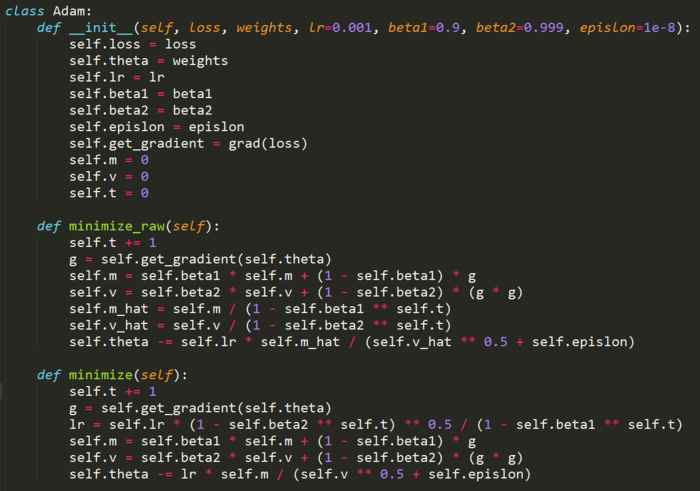 class Adam:
    def __init__(self, loss, weights, lr=0.001, beta1=0.9, beta2=0.999, epislon=1e-8):
        self.loss = loss
        self.theta = weights
        self.lr = lr
        self.beta1 = beta1
        self.beta2 = beta2
        self.epislon = epislon
        self.get_gradient = grad(loss)
        self.m = 0
        self.v = 0
        self.t = 0
    def minimize_raw(self):
        self.t += 1
        g = self.get_gradient(self.theta)
        self.m = self.beta1 * self.m + (1 - self.beta1) * g
        self.v = self.beta2 * self.v + (1 - self.beta2) * (g * g)
        self.m_hat = self.m / (1 - self.beta1 ** self.t)
        self.v_hat = self.v / (1 - self.beta2 ** self.t)
        self.theta -= self.lr * self.m_hat / (self.v_hat ** 0.5 + self.epislon)
    def minimize(self):
        self.t += 1
        g = self.get_gradient(self.theta)
        lr = self.lr * (1 - self.beta2 ** self.t) ** 0.5 / (1 - self.beta1 ** self.t)
        self.m = self.beta1 * self.m + (1 - self.beta1) * g
        self.v = self.beta2 * self.v + (1 - self.beta2) * (g * g)
        self.theta -= lr * self.m / (self.v ** 0.5 + self.epislon)